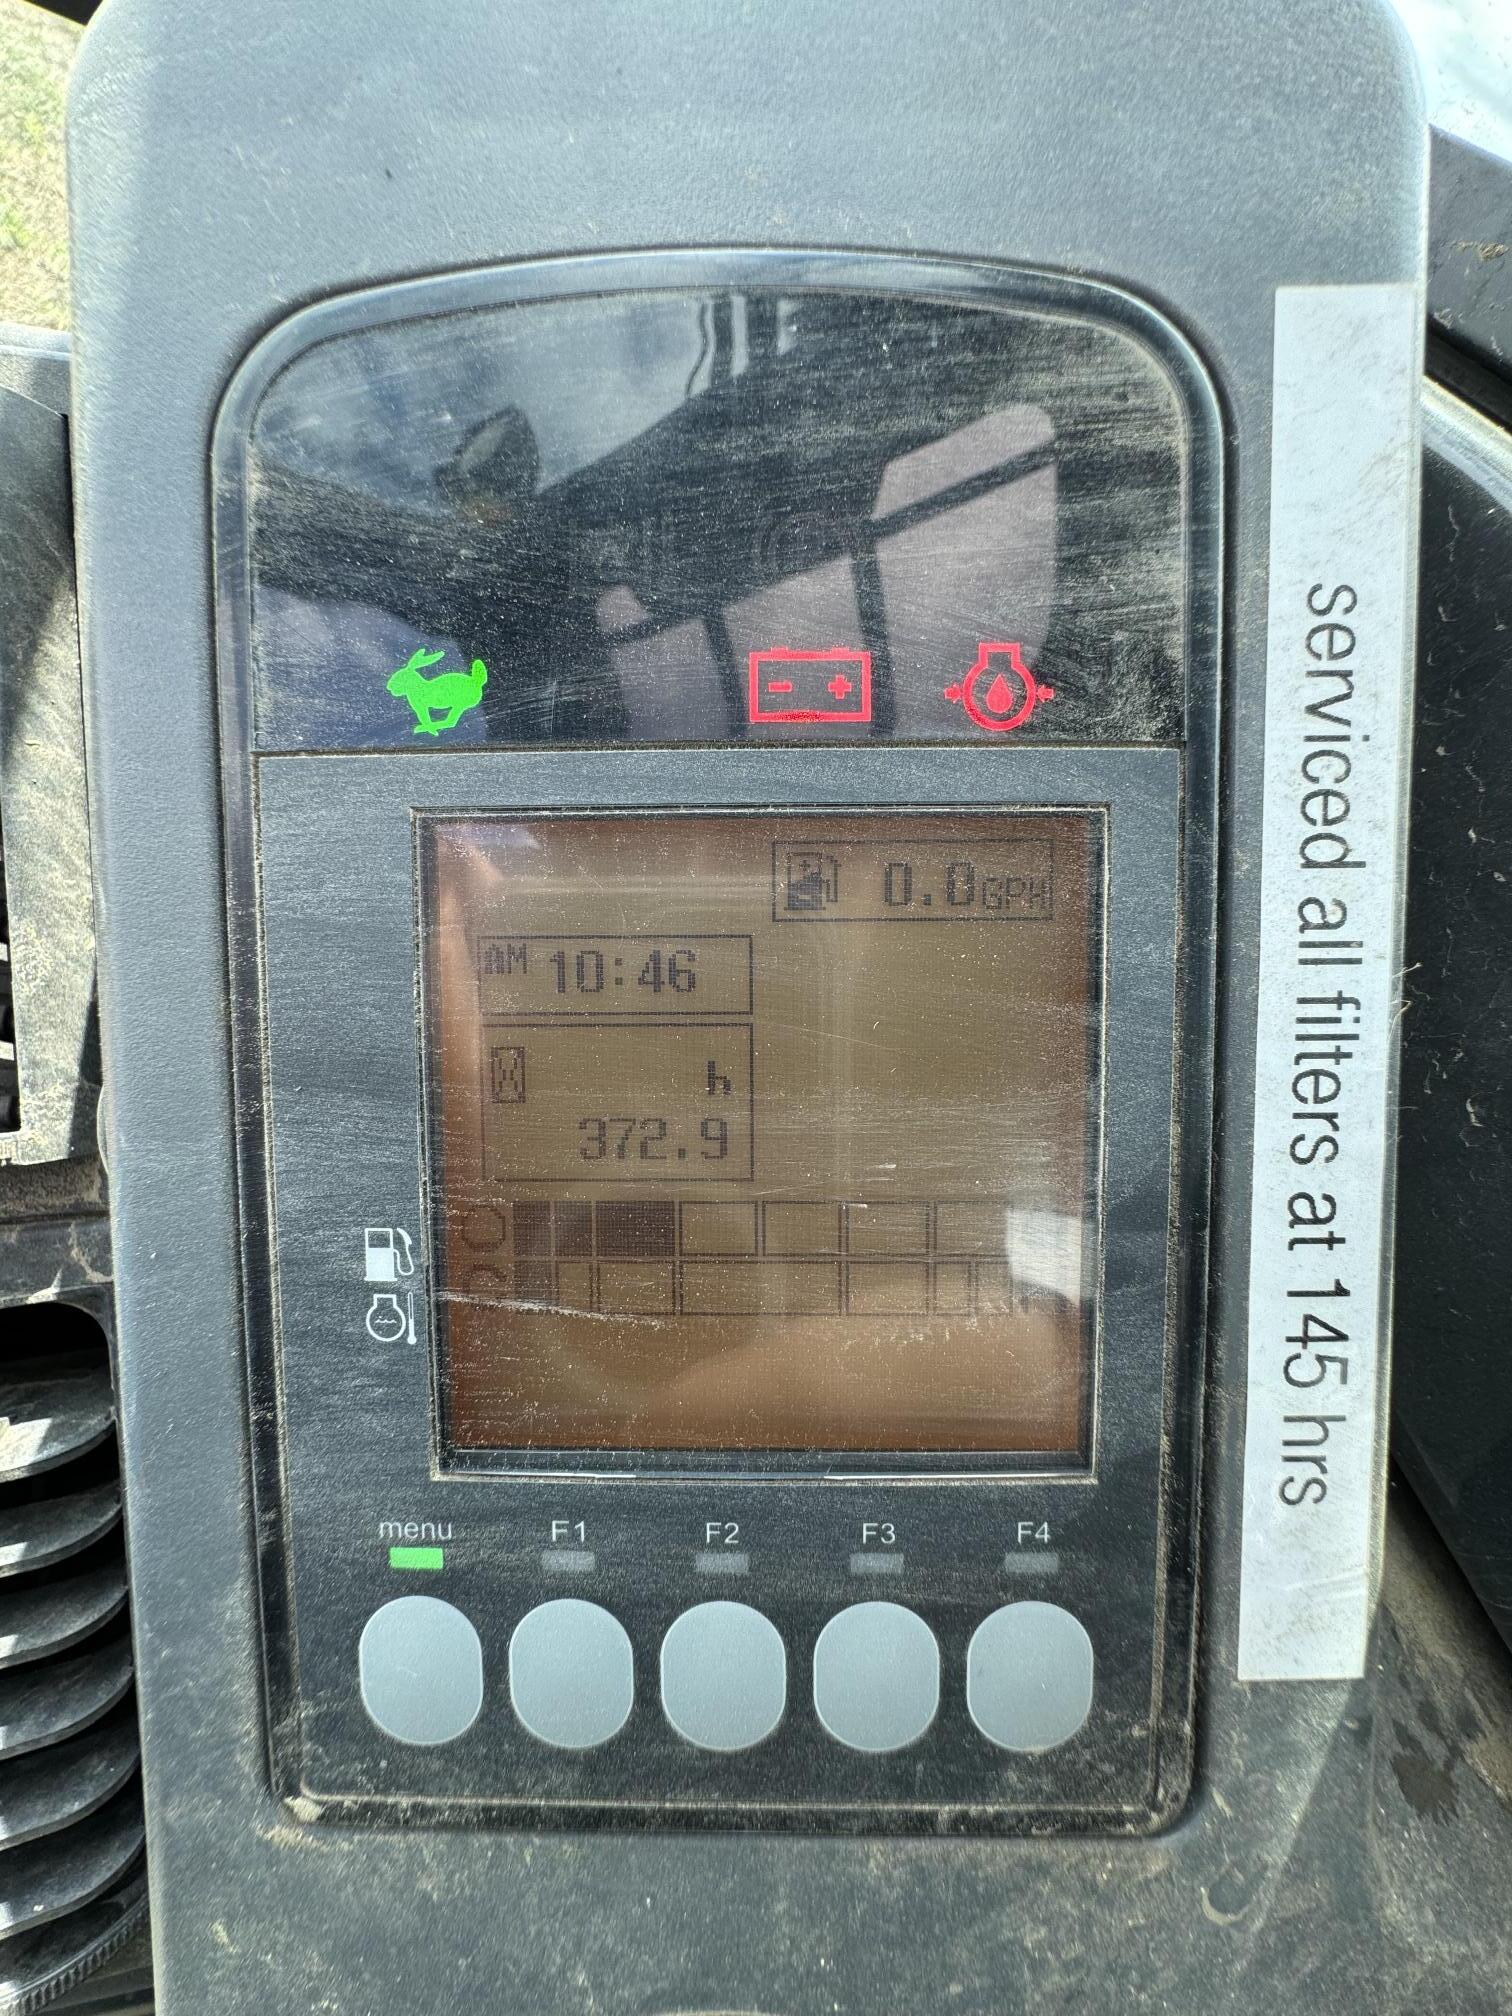 0.0GPH
AM 10:46
h
372.9
menu F1 F2 F3 F4
serviced all filters at 145 hrs